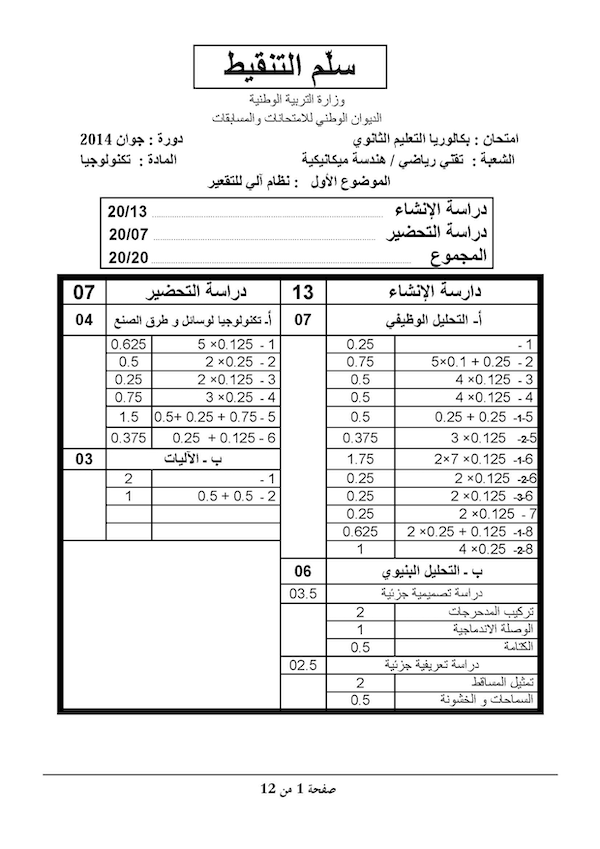 سلّم التنقيط
وزارة التربية الوطنية
الديوان الوطني للامتحانات والمسابقات
امتحان : بكالوريا التعليم الثانوي دورة : جوان 2014
الشعبة : تقني رياضي / هندسة ميكانيكية المادة : تكنولوجيا
الموضوع الأول : نظام آلي للتقعير
دراسة الإنشاء 20/13
دراسة التحضير 20/07
المجموع 20/20
دارسة الإنشاء 13
أ- التحليل الوظيفي 07
1 - 0.25
2 - 0.25 + 0.1×5 0.75
3 - 0.125× 4 0.5
4 - 0.125× 4 0.5
5-1- 0.25 + 0.25 0.5
5-2- 0.125× 3 0.375
6-1- 0.125× 7×2 1.75
6-2- 0.125× 2 0.25
6-3- 0.125× 2 0.25
7 - 0.125× 2 0.25
8-1- 0.125 + 0.25× 2 0.625
8-2- 0.25× 4 1
ب - التحليل البنيوي 06
دراسة تصميمية جزئية 03.5
تركيب المدحرجات 2
الوصلة الاندماجية 1
الكتامة 0.5
دراسة تعريفية جزئية 02.5
تمثيل المساقط 2
السماحات و الخشونة 0.5
دراسة التحضير 07
أ- تكنولوجيا لوسائل و طرق الصنع 04
1 - 0.125× 5 0.625
2 - 0.25× 2 0.5
3 - 0.125× 2 0.25
4 - 0.25× 3 0.75
5 - 0.75 + 0.25 +0.5 1.5
6 - 0.125 + 0.25 0.375
ب - الآليات 03
1 - 2
2 - 0.5 + 0.5 1
صفحة 1 من 12